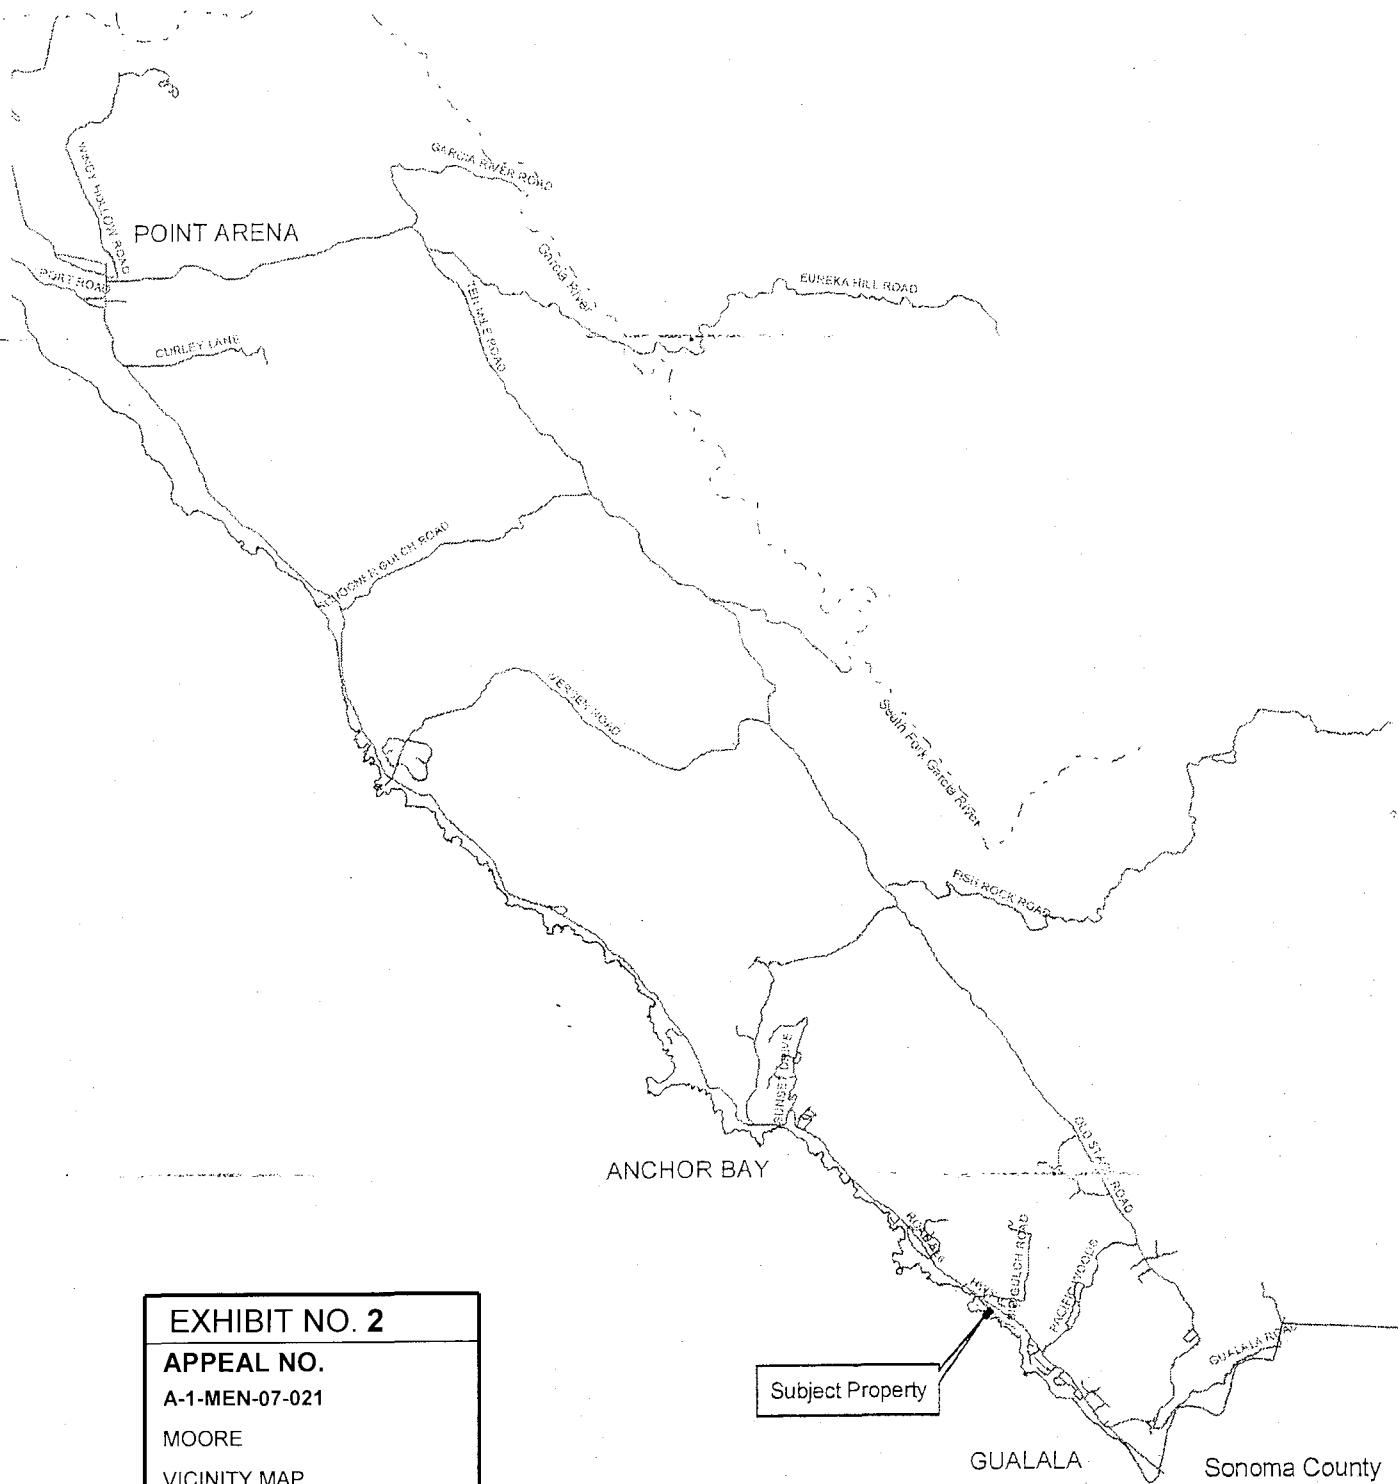 GARCIA RIVER ROAD
WINDY HOLLOW ROAD
POINT ARENA
PORT ROAD
Garcia River
EUREKA HILL ROAD
TEN MILE ROAD
CURLEY LANE
GULCH ROAD
ROAD
South Fork Garcia River
FISH ROCK ROAD
SUNSET DRIVE
ANCHOR BAY
OLD STAGE ROAD
GULCH ROAD
PACIFIC WOODS
GUALALA ROAD
Subject Property
GUALALA
Sonoma County
EXHIBIT NO. 2
APPEAL NO.
A-1-MEN-07-021
MOORE
VICINITY MAP